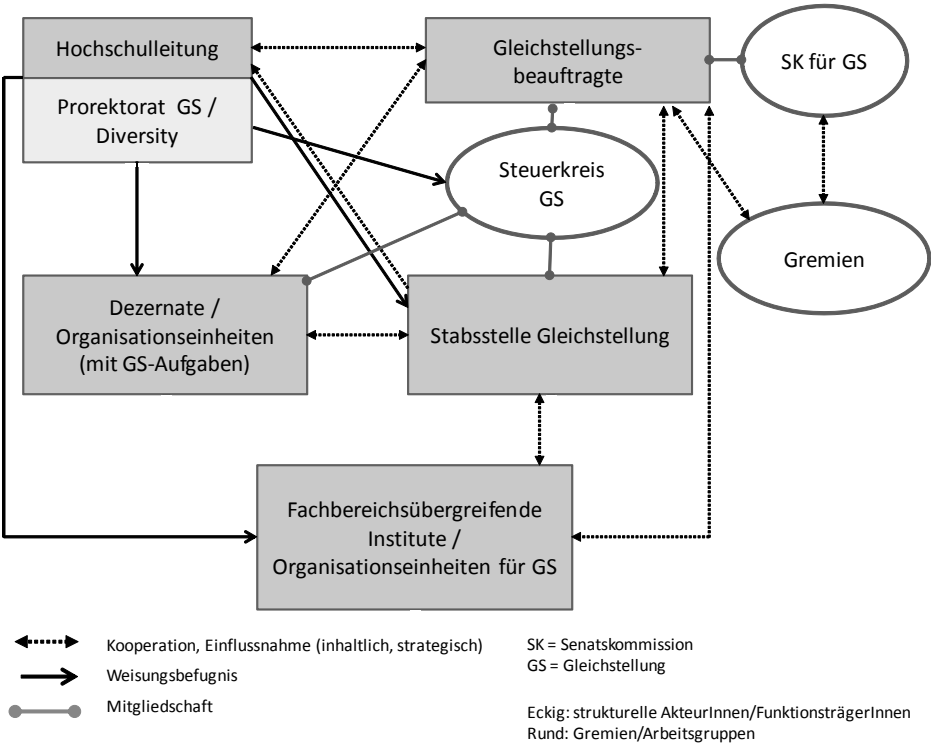 Hochschulleitung
Prorektorat GS /
Diversity
Gleichstellungs-
beauftragte
SK für GS
Steuerkreis
GS
Gremien
Dezernate /
Organisationseinheiten
(mit GS-Aufgaben)
Stabsstelle Gleichstellung
Fachbereichsübergreifende
Institute /
Organisationseinheiten für GS
Kooperation, Einflussnahme (inhaltlich, strategisch)
Weisungsbefugnis
Mitgliedschaft
SK = Senatskommission
GS = Gleichstellung
Eckig: strukturelle AkteurInnen/FunktionsträgerInnen
Rund: Gremien/Arbeitsgruppen